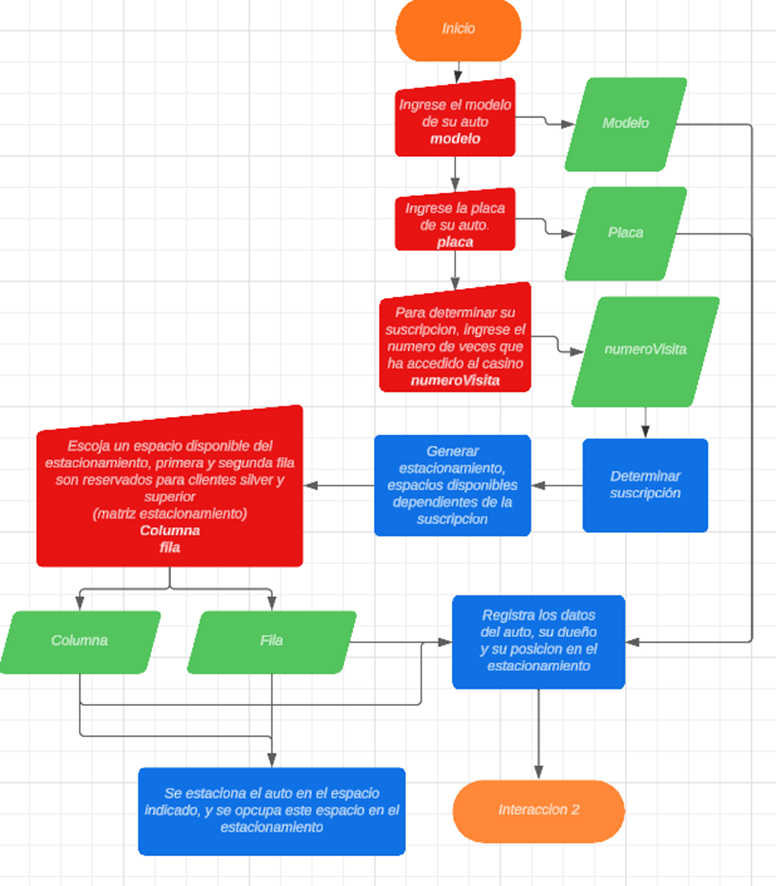 Inicio
Ingrese el modelo
de su auto
modelo
Modelo
Ingrese la placa
de su auto.
placa
Placa
Para determinar su
suscripcion, ingrese el
numero de veces que
ha accedido al casino
numeroVisita
numeroVisita
Escoja un espacio disponible del
estacionamiento, primera y segunda fila
son reservados para clientes silver y
superior
(matriz estacionamiento)
Columna
fila
Generar
estacionamiento,
espacios disponibles
dependientes de la
suscripcion
Determinar
suscripción
Columna
Fila
Registra los datos
del auto, su dueño
y su posicion en el
estacionamiento
Se estaciona el auto en el espacio
indicado, y se opcupa este espacio en el
estacionamiento
Interaccion 2